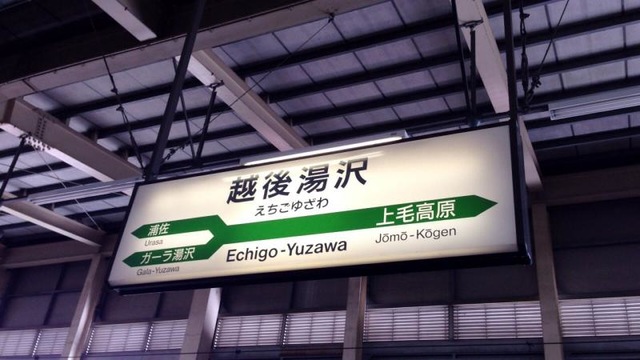 越後湯沢
えちごゆざわ
浦佐
Urasa
ガーラ湯沢
Gala-Yuzawa
Echigo-Yuzawa
上毛高原
Jōmō-Kōgen